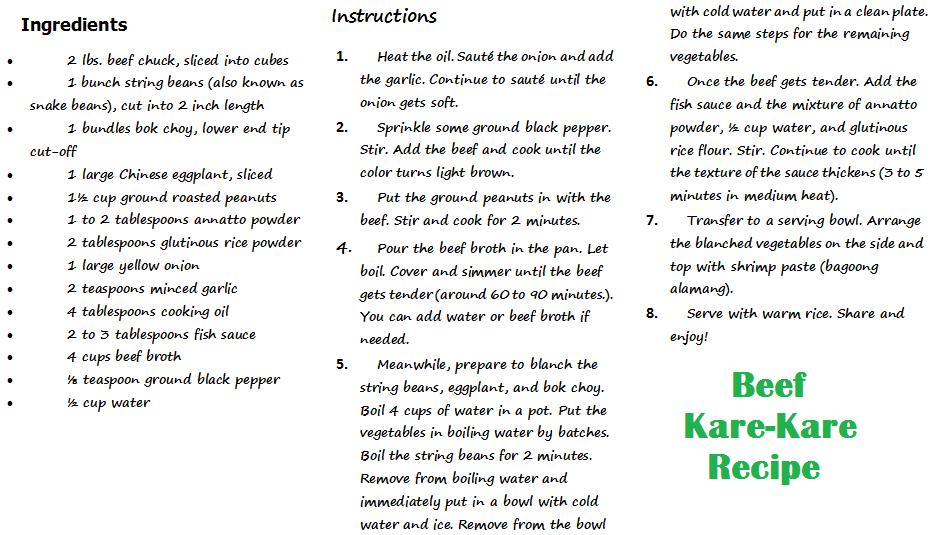 Ingredients
• 2 lbs. beef chuck, sliced into cubes
• 1 bunch string beans (also known as
snake beans), cut into 2 inch length
• 1 bundles bok choy, lower end tip
cut-off
• 1 large Chinese eggplant, sliced
• 1½ cup ground roasted peanuts
• 1 to 2 tablespoons annatto powder
• 2 tablespoons glutinous rice powder
• 1 large yellow onion
• 2 teaspoons minced garlic
• 4 tablespoons cooking oil
• 2 to 3 tablespoons fish sauce
• 4 cups beef broth
• ⅛ teaspoon ground black pepper
• ½ cup water
Instructions
1. Heat the oil. Sauté the onion and add
the garlic. Continue to sauté until the
onion gets soft.
2. Sprinkle some ground black pepper.
Stir. Add the beef and cook until the
color turns light brown.
3. Put the ground peanuts in with the
beef. Stir and cook for 2 minutes.
4. Pour the beef broth in the pan. Let
boil. Cover and simmer until the beef
gets tender (around 60 to 90 minutes.).
You can add water or beef broth if
needed.
5. Meanwhile, prepare to blanch the
string beans, eggplant, and bok choy.
Boil 4 cups of water in a pot. Put the
vegetables in boiling water by batches.
Boil the string beans for 2 minutes.
Remove from boiling water and
immediately put in a bowl with cold
water and ice. Remove from the bowl
with cold water and put in a clean plate.
Do the same steps for the remaining
vegetables.
6. Once the beef gets tender. Add the
fish sauce and the mixture of annatto
powder, ½ cup water, and glutinous
rice flour. Stir. Continue to cook until
the texture of the sauce thickens (3 to 5
minutes in medium heat).
7. Transfer to a serving bowl. Arrange
the blanched vegetables on the side and
top with shrimp paste (bagoong
alamang).
8. Serve with warm rice. Share and
enjoy!
Beef
Kare-Kare
Recipe